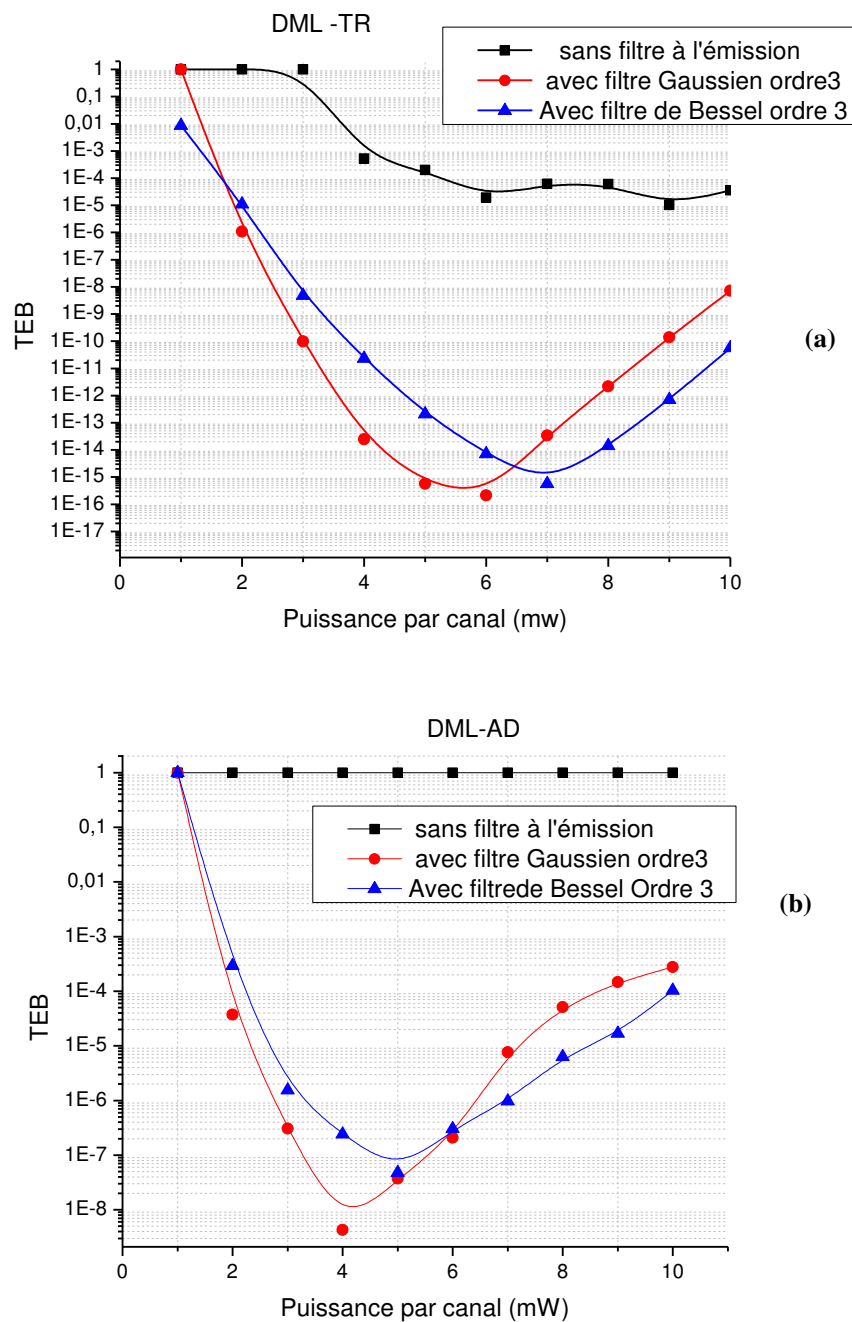 DML -TR
sans filtre à l'émission
avec filtre Gaussien ordre3
Avec filtre de Bessel ordre 3
1
0,1
0,01
1E-3
1E-4
1E-5
1E-6
1E-7
1E-8
1E-9
1E-10
1E-11
1E-12
1E-13
1E-14
1E-15
1E-16
1E-17
TEB
(a)
0 2 4 6 8 10
Puissance par canal (mw)
DML-AD
sans filtre à l'émission
avec filtre Gaussien ordre3
Avec filtrede Bessel Ordre 3
1
0,1
0,01
1E-3
1E-4
1E-5
1E-6
1E-7
1E-8
TEB
(b)
0 2 4 6 8 10
Puissance par canal (mW)